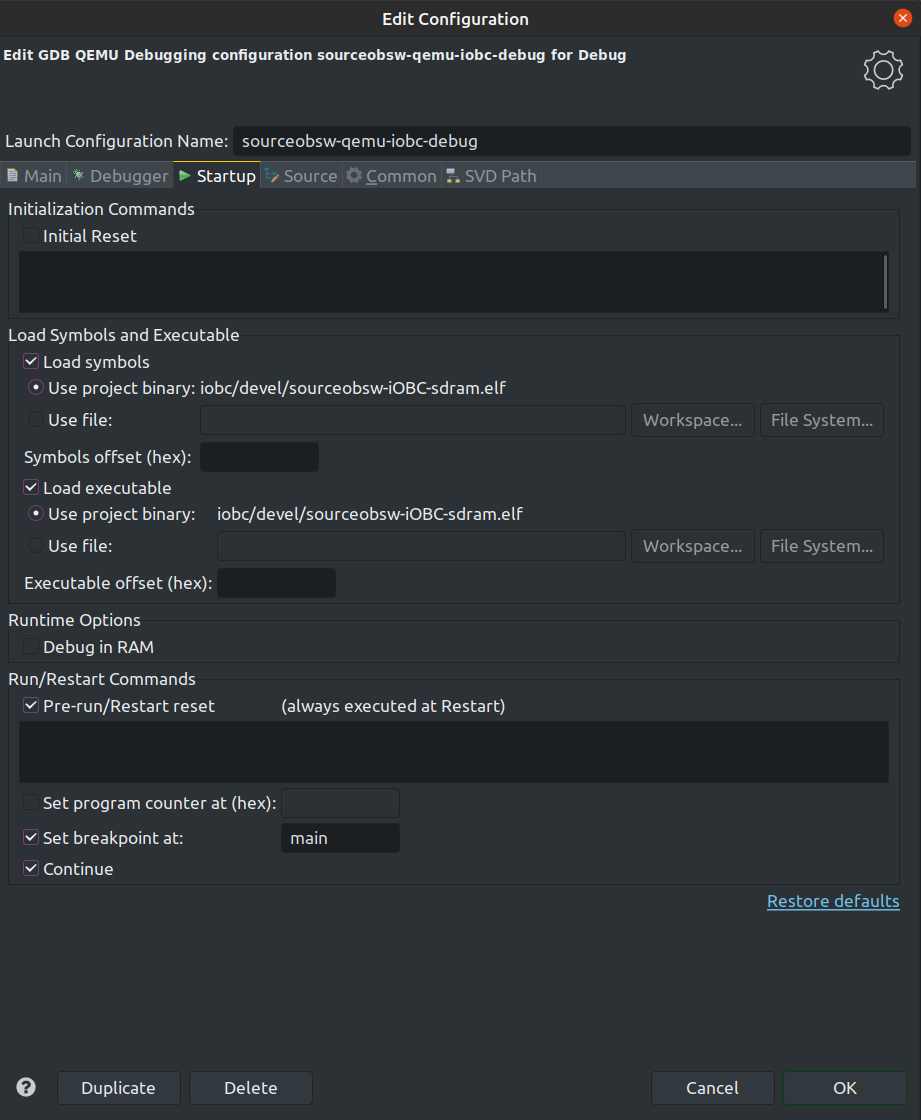 Edit Configuration
Edit GDB QEMU Debugging configuration sourceobsw-qemu-iobc-debug for Debug
Launch Configuration Name: sourceobsw-qemu-iobc-debug
Main Debugger Startup Source Common SVD Path
Initialization Commands
Initial Reset
Load Symbols and Executable
Load symbols
Use project binary: iobc/devel/sourceobsw-iOBC-sdram.elf
Use file: Workspace... File System...
Symbols offset (hex):
Load executable
Use project binary: iobc/devel/sourceobsw-iOBC-sdram.elf
Use file: Workspace... File System...
Executable offset (hex):
Runtime Options
Debug in RAM
Run/Restart Commands
Pre-run/Restart reset (always executed at Restart)
Set program counter at (hex):
Set breakpoint at: main
Continue
Restore defaults
? Duplicate Delete Cancel OK